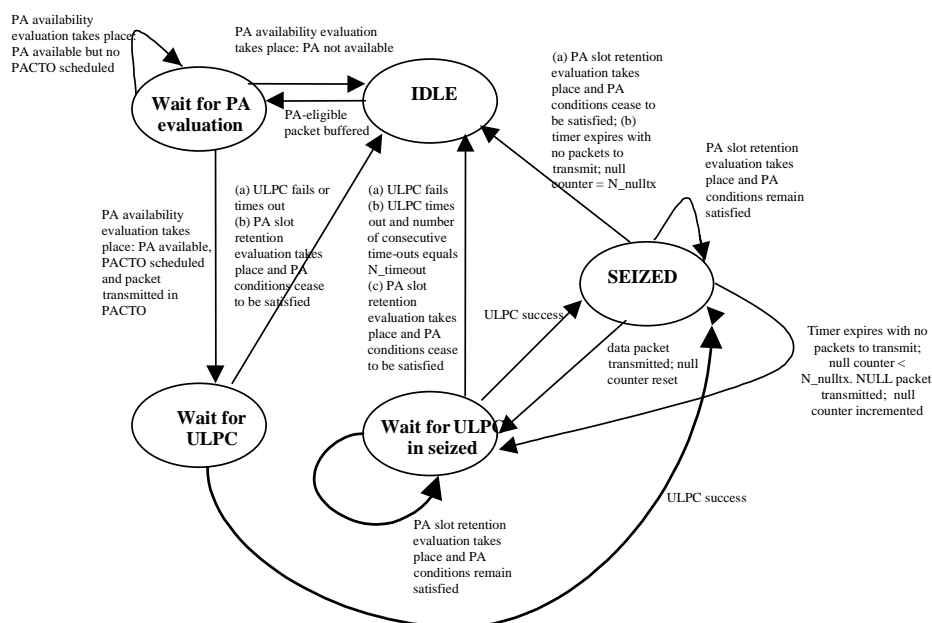 PA availability
evaluation takes place:
PA available but no
PACTO scheduled
PA availability evaluation
takes place: PA not available
Wait for PA
evaluation
IDLE
PA-eligible
packet buffered
(a) PA slot retention
evaluation takes
place and PA
conditions cease to
be satisfied; (b)
timer expires with
no packets to
transmit; null
counter = N_nulltx
PA slot retention
evaluation takes
place and PA
conditions remain
satisfied
PA availability
evaluation takes
place: PA available,
PACTO scheduled
and packet
transmitted in
PACTO
(a) ULPC fails or
times out
(b) PA slot
retention
evaluation takes
place and PA
conditions cease
to be satisfied
(a) ULPC fails
(b) ULPC times
out and number
of consecutive
time-outs equals
N_timeout
(c) PA slot
retention
evaluation takes
place and PA
conditions cease
to be satisfied
SEIZED
ULPC success
data packet
transmitted; null
counter reset
Timer expires with no
packets to transmit;
null counter <
N_nulltx. NULL packet
transmitted; null
counter incremented
Wait for
ULPC
Wait for ULPC
in seized
ULPC success
PA slot retention
evaluation takes
place and PA
conditions remain
satisfied